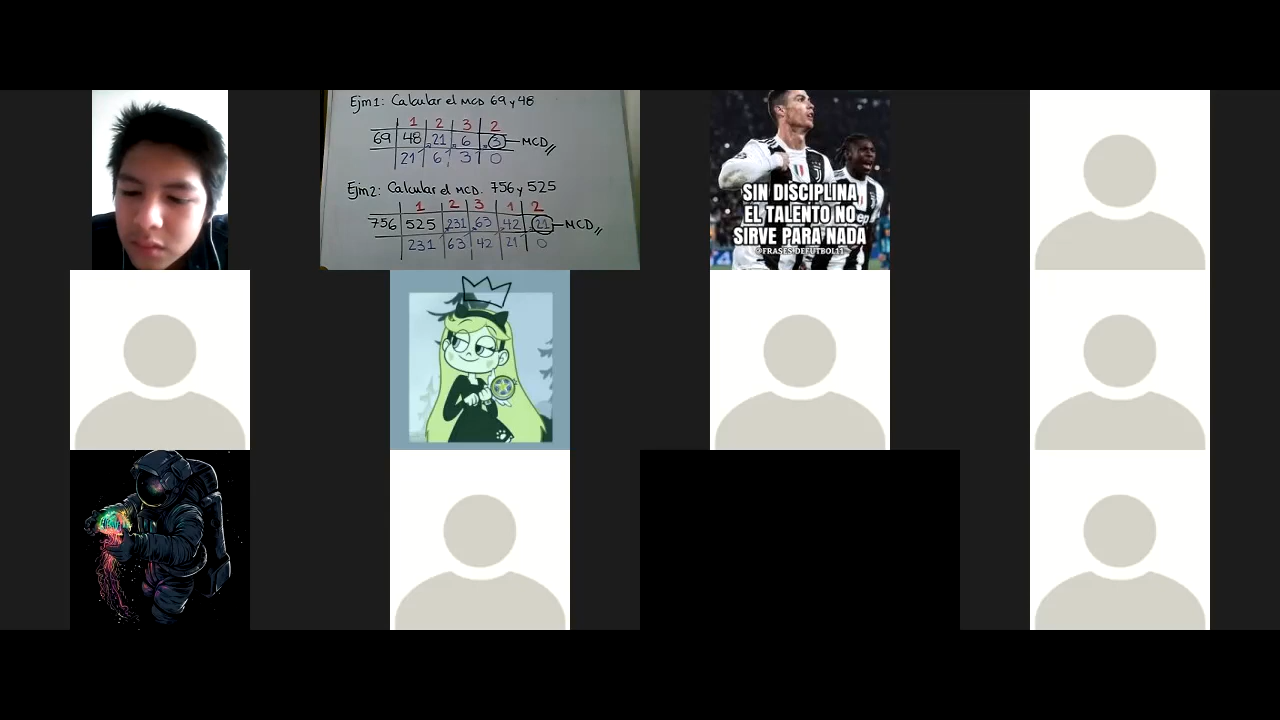 Ejm1: Calcular el MCD 69 y 48
1 2 3 2
69 48 21 6 3 MCD
21 6 3 0
Ejm2: Calcular el MCD. 756 y 525
1 2 3 1 2
756 525 231 63 42 21 MCD
231 63 42 21 0
SIN DISCIPLINA
EL TALENTO NO
SIRVE PARA NADA
@FRASES.DEFUTBOL11